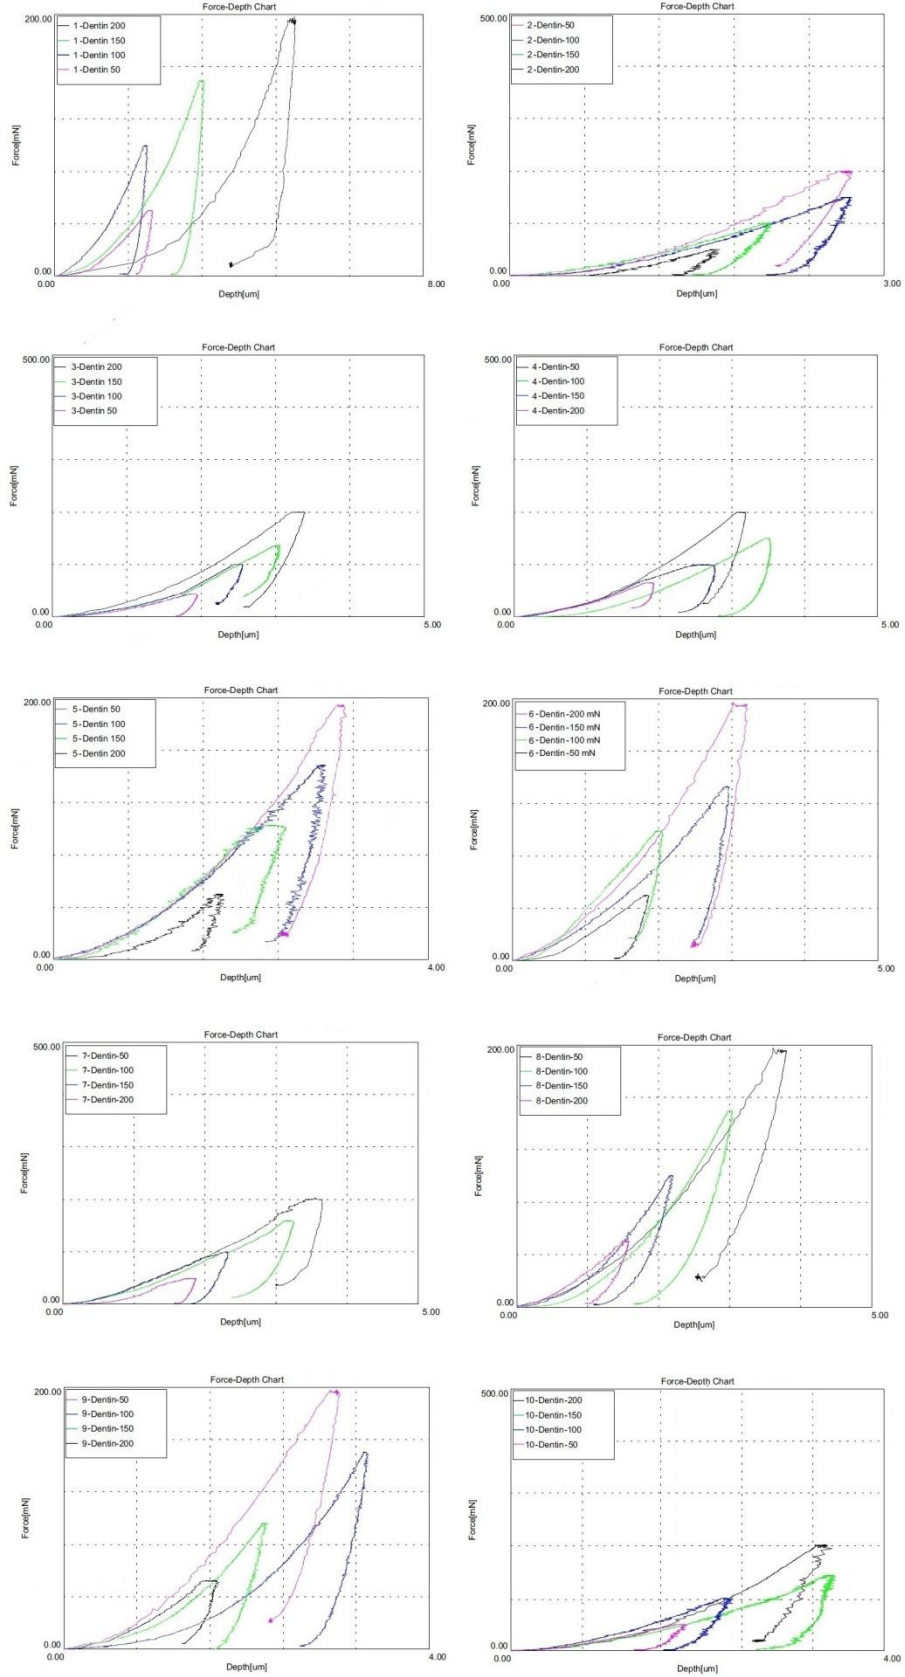 Force-Depth Chart
200.00
1-Dentin 200
1-Dentin 150
1-Dentin 100
1-Dentin 50
Force[mN]
0.00
0.00
8.00
Depth[um]
Force-Depth Chart
500.00
2-Dentin-50
2-Dentin-100
2-Dentin-150
2-Dentin-200
Force[mN]
0.00
0.00
3.00
Depth[um]
Force-Depth Chart
500.00
3-Dentin 200
3-Dentin 150
3-Dentin 100
3-Dentin 50
Force[mN]
0.00
0.00
5.00
Depth[um]
Force-Depth Chart
500.00
4-Dentin-50
4-Dentin-100
4-Dentin-150
4-Dentin-200
Force[mN]
0.00
0.00
5.00
Depth[um]
Force-Depth Chart
200.00
5-Dentin 50
5-Dentin 100
5-Dentin 150
5-Dentin 200
Force[mN]
0.00
0.00
4.00
Depth[um]
Force-Depth Chart
200.00
6-Dentin-200 mN
6-Dentin-150 mN
6-Dentin-100 mN
6-Dentin-50 mN
Force[mN]
0.00
0.00
5.00
Depth[um]
Force-Depth Chart
500.00
7-Dentin-50
7-Dentin-100
7-Dentin-150
7-Dentin-200
Force[mN]
0.00
0.00
5.00
Depth[um]
Force-Depth Chart
200.00
8-Dentin-50
8-Dentin-100
8-Dentin-150
8-Dentin-200
Force[mN]
0.00
0.00
5.00
Depth[um]
Force-Depth Chart
200.00
9-Dentin-50
9-Dentin-100
9-Dentin-150
9-Dentin-200
Force[mN]
0.00
0.00
4.00
Depth[um]
Force-Depth Chart
500.00
10-Dentin-200
10-Dentin-150
10-Dentin-100
10-Dentin-50
Force[mN]
0.00
0.00
4.00
Depth[um]